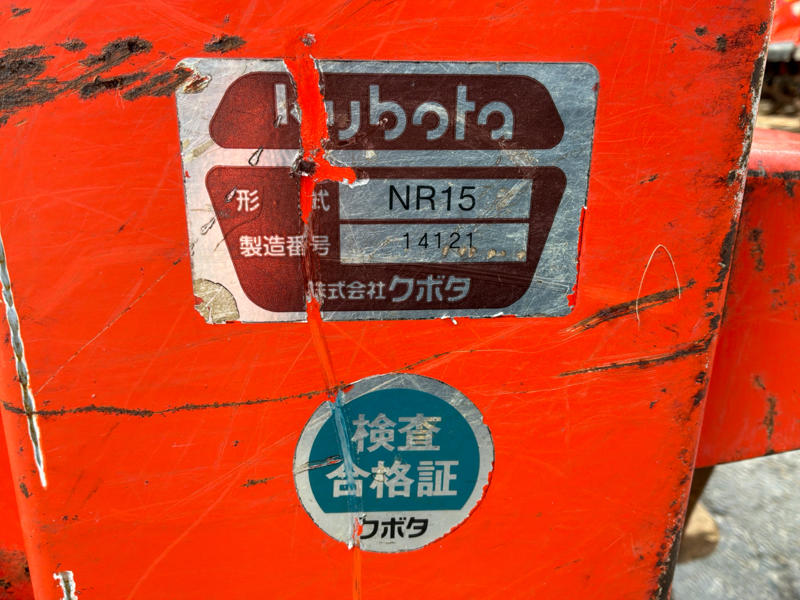 Kubota
形式 NR15
製造番号 14121
株式会社クボタ
検査
合格証
クボタ